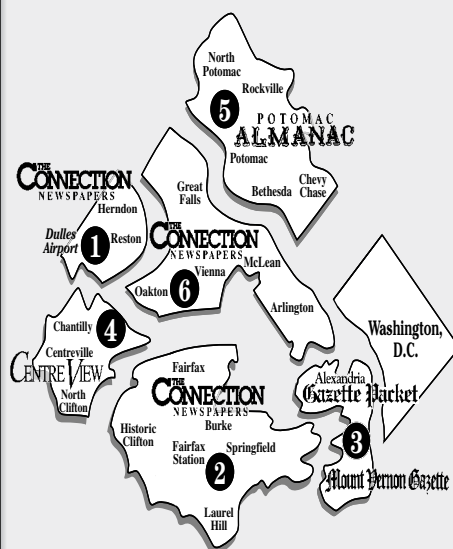 North
Potomac
Rockville
5
POTOMAC
ALMANAC
Potomac
Bethesda
Chevy
Chase
THE
CONNECTION
NEWSPAPERS
Herndon
Dulles
Airport
1
Reston
Great
Falls
THE
CONNECTION
NEWSPAPERS
Vienna
McLean
Oakton
6
Arlington
Chantilly
4
Centreville
CENTRE VIEW
North
Clifton
Washington,
D.C.
Fairfax
THE
CONNECTION
NEWSPAPERS
Burke
Historic
Clifton
Fairfax
Station
Springfield
2
Laurel
Hill
Alexandria
Gazette Packet
3
Mount Vernon Gazette